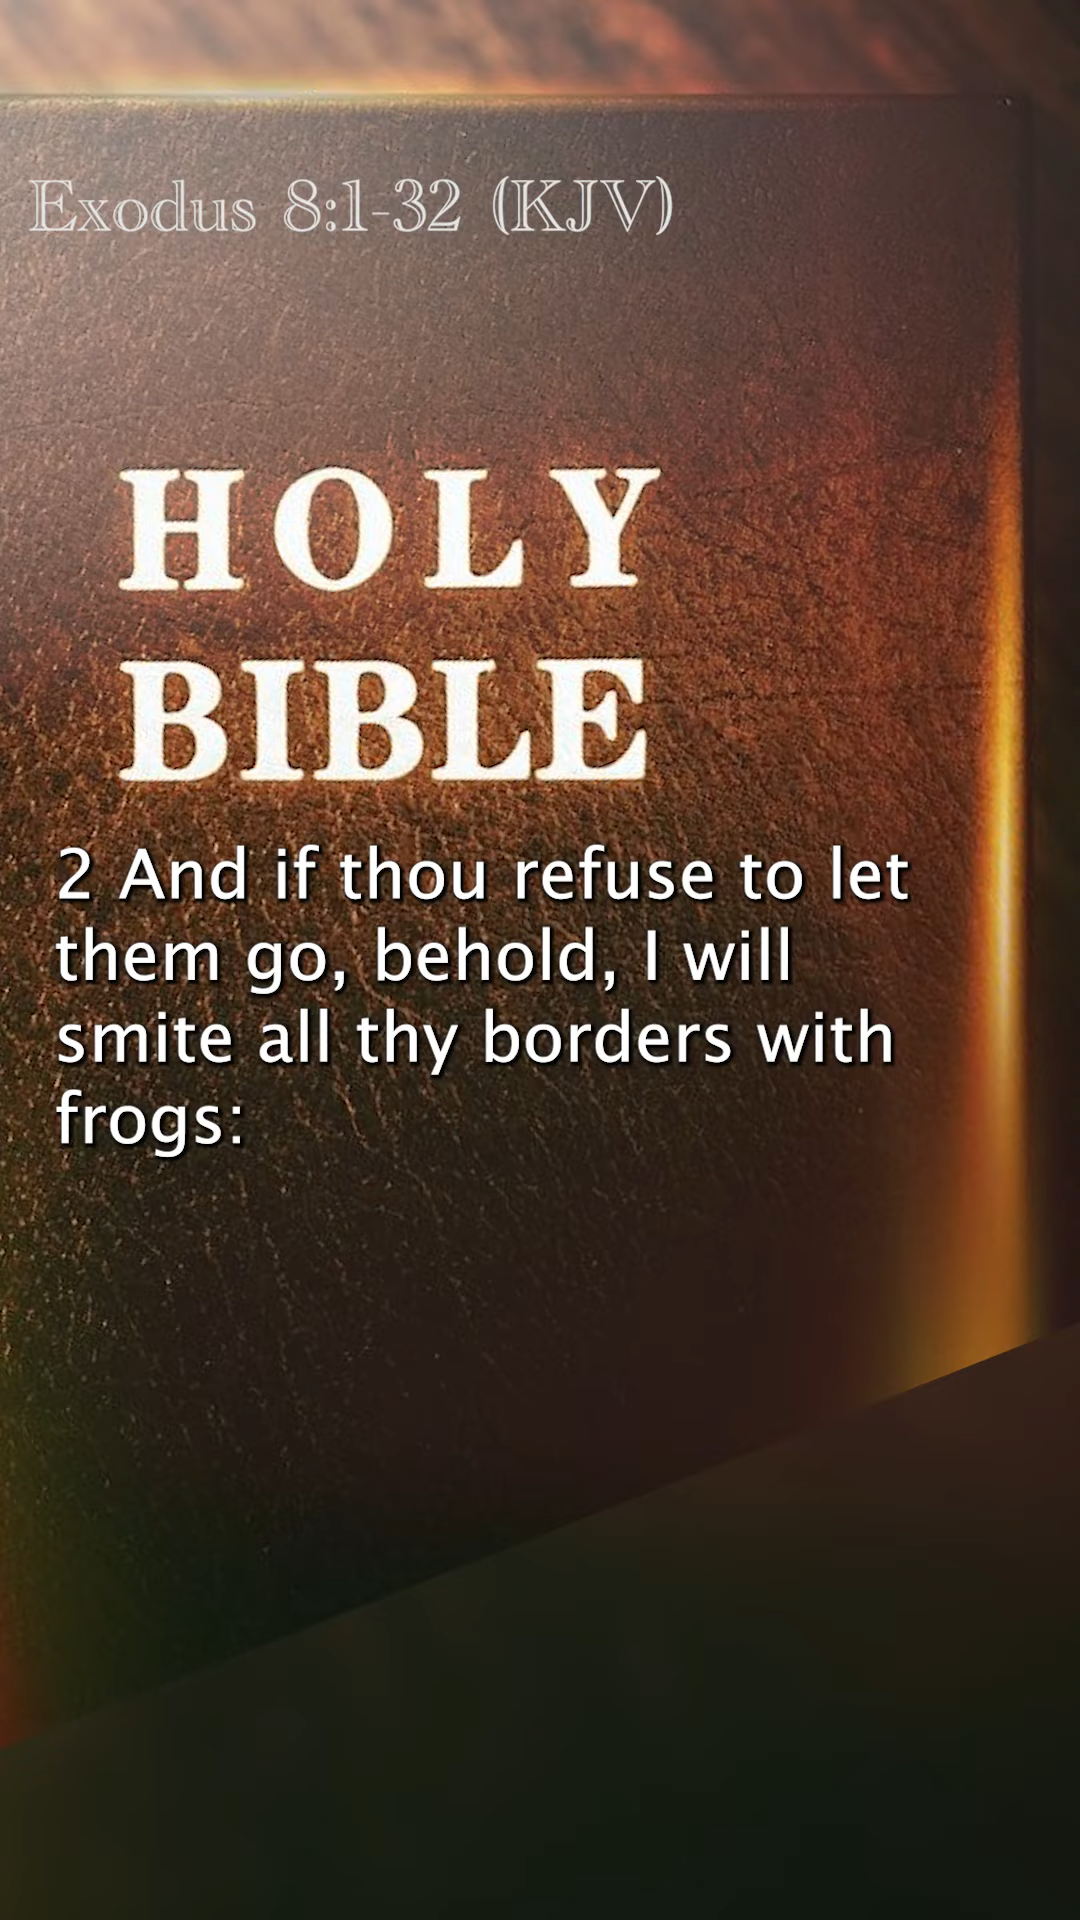 Exodus 8:1-32 (KJV)
HOLY
BIBLE
2 And if thou refuse to let
them go, behold, I will
smite all thy borders with
frogs: